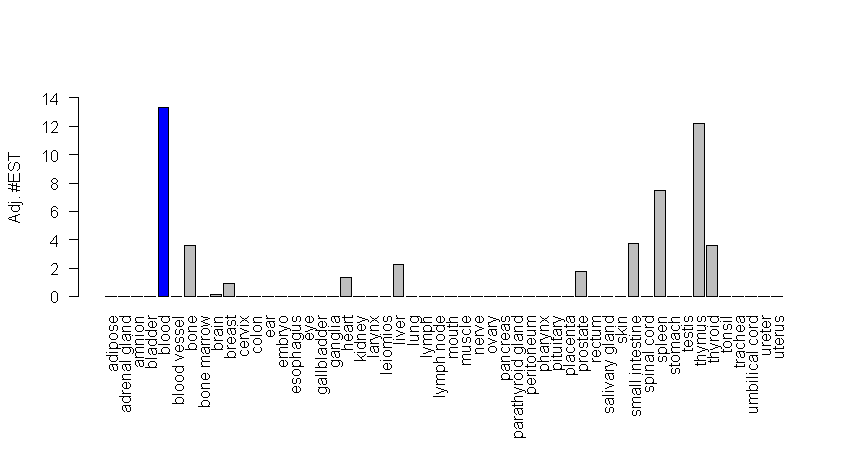 14
12
10
8
6
4
2
0
Adj. #EST
adipose
adrenal gland
amnion
bladder
blood
blood vessel
bone
bone marrow
brain
breast
cervix
colon
ear
embryo
esophagus
eye
gallbladder
ganglia
heart
kidney
larynx
leiomios
liver
lung
lymph
lymph node
mouth
muscle
nerve
ovary
pancreas
parathyroid gland
peritoneum
pharynx
pituitary
placenta
prostate
rectum
salivary gland
skin
small intestine
spinal cord
spleen
stomach
testis
thymus
thyroid
tonsil
trachea
umbilical cord
ureter
uterus